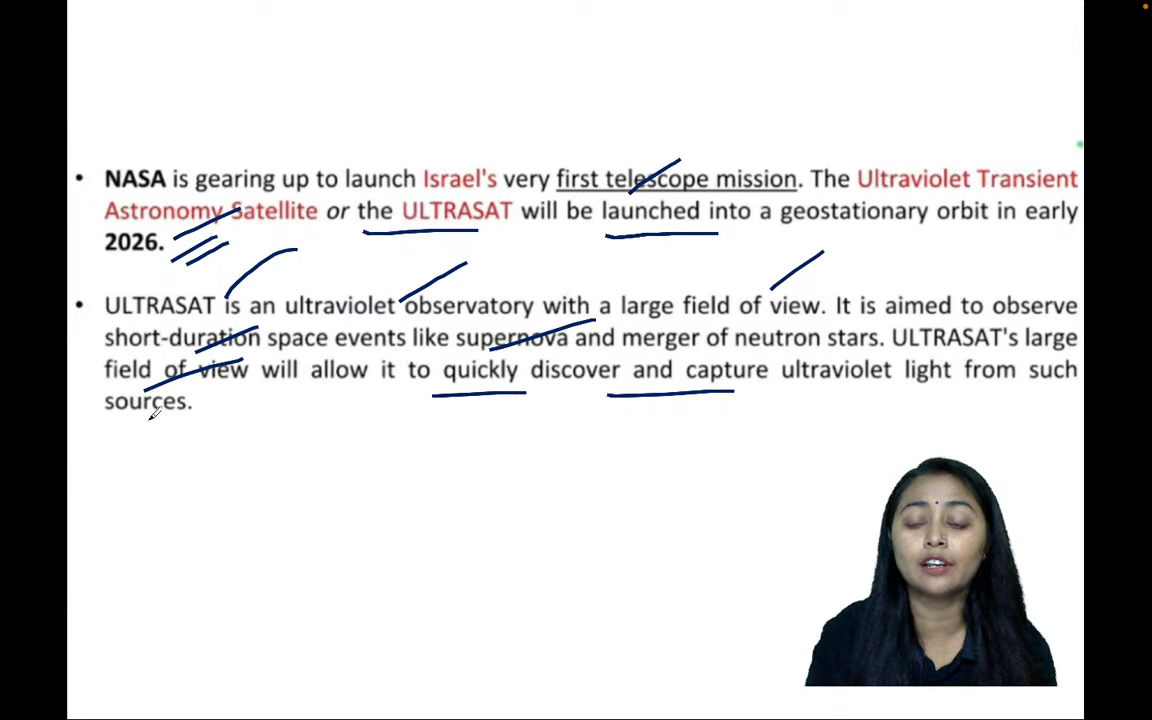 • NASA is gearing up to launch Israel's very first telescope mission. The Ultraviolet Transient
Astronomy Satellite or the ULTRASAT will be launched into a geostationary orbit in early
2026.
• ULTRASAT is an ultraviolet observatory with a large field of view. It is aimed to observe
short-duration space events like supernova and merger of neutron stars. ULTRASAT's large
field of view will allow it to quickly discover and capture ultraviolet light from such
sources.